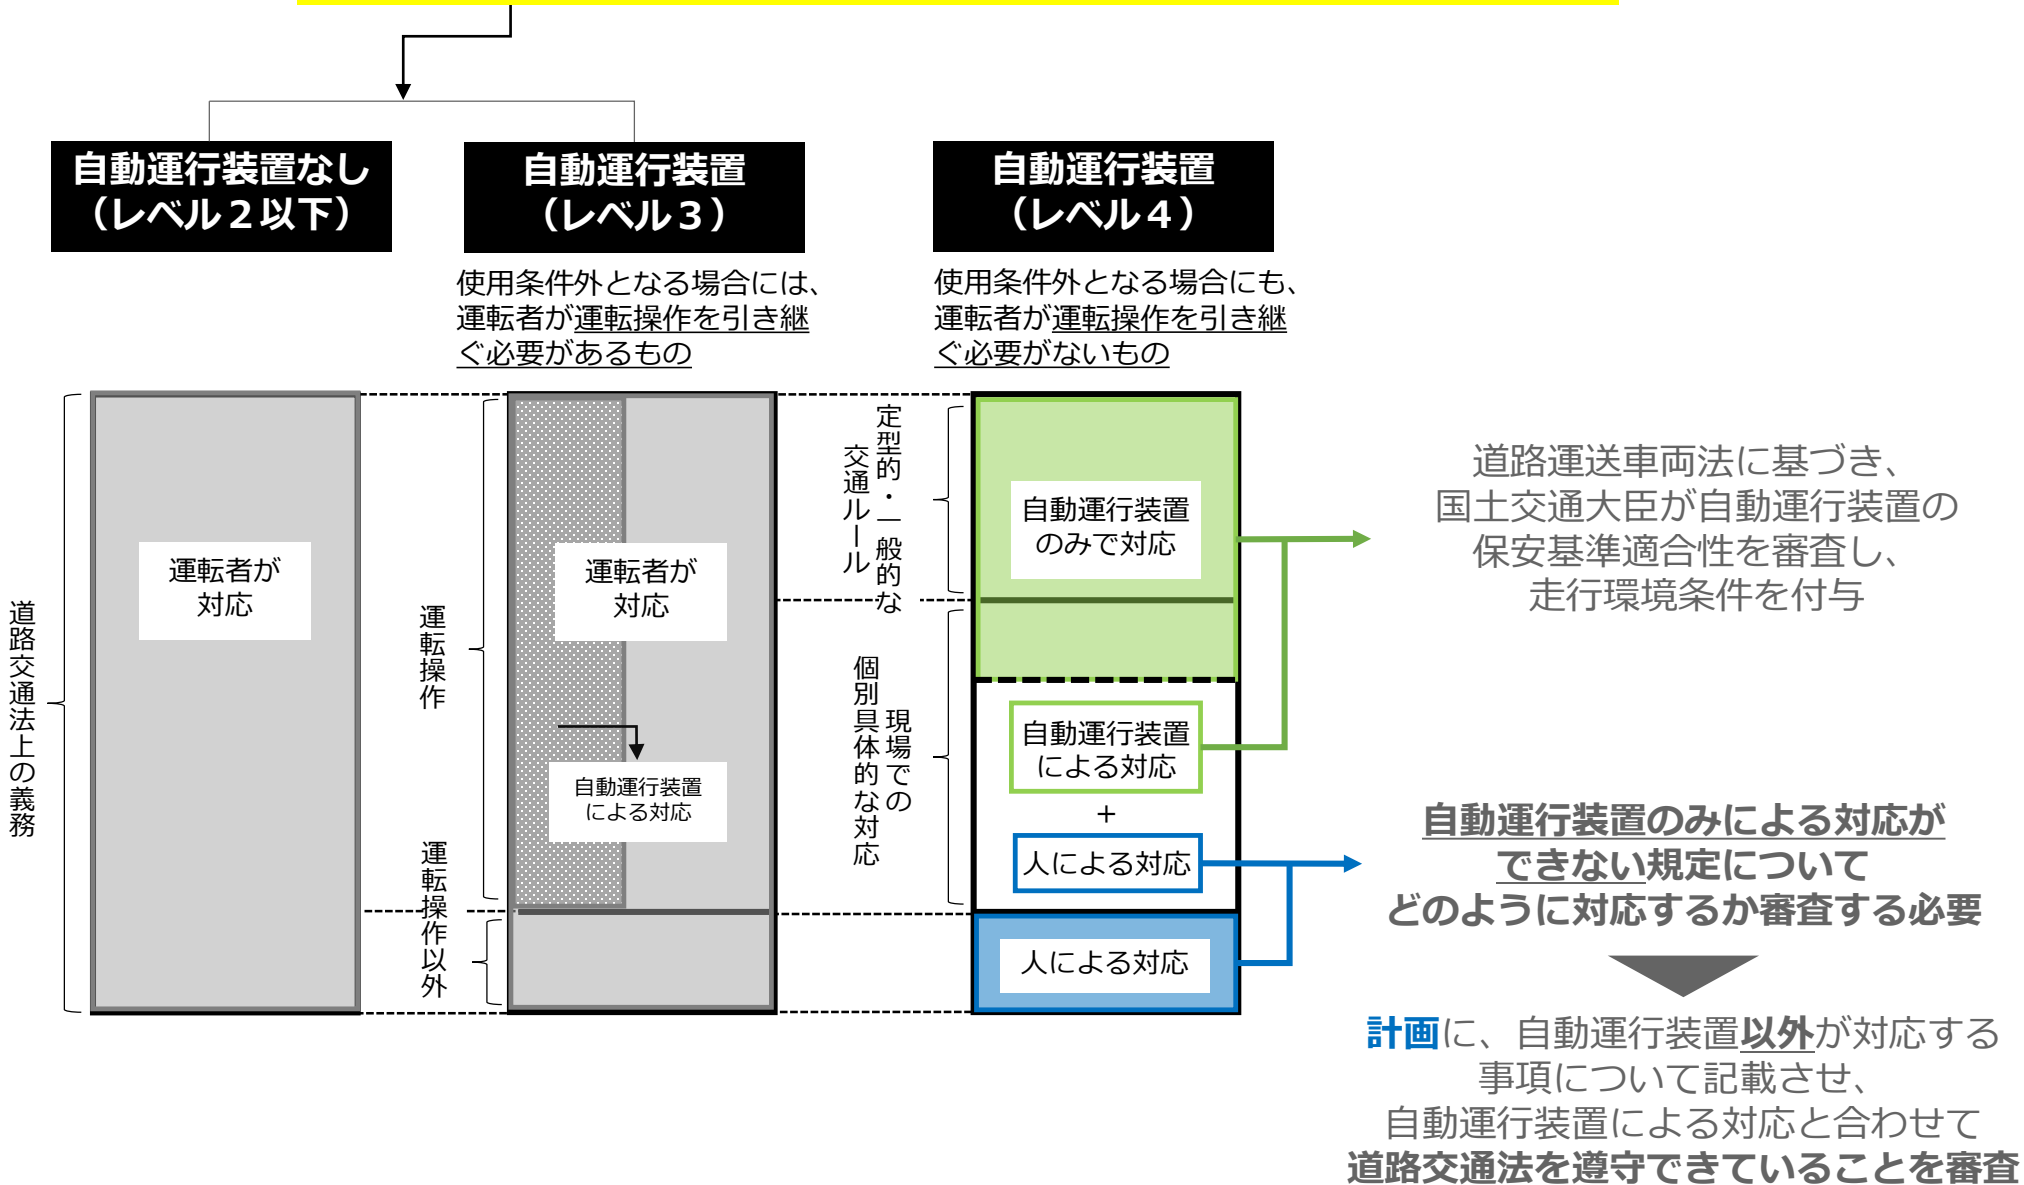 自動運行装置なし
（レベル２以下）
自動運行装置
（レベル３）
自動運行装置
（レベル４）
使用条件外となる場合には、
運転者が運転操作を引き継
ぐ必要があるもの
使用条件外となる場合にも、
運転者が運転操作を引き継
ぐ必要がないもの
道路交通法上の義務
運転者が
対応
運転操作
運転操作以外
運転者が
対応
自動運行装置
による対応
定型的・一般的な
交通ルール
現場での
個別具体的な対応
自動運行装置
のみで対応
自動運行装置
による対応
＋
人による対応
人による対応
道路運送車両法に基づき、
国土交通大臣が自動運行装置の
保安基準適合性を審査し、
走行環境条件を付与
自動運行装置のみによる対応が
できない規定について
どのように対応するか審査する必要
計画に、自動運行装置以外が対応する
事項について記載させ、
自動運行装置による対応と合わせて
道路交通法を遵守できていることを審査